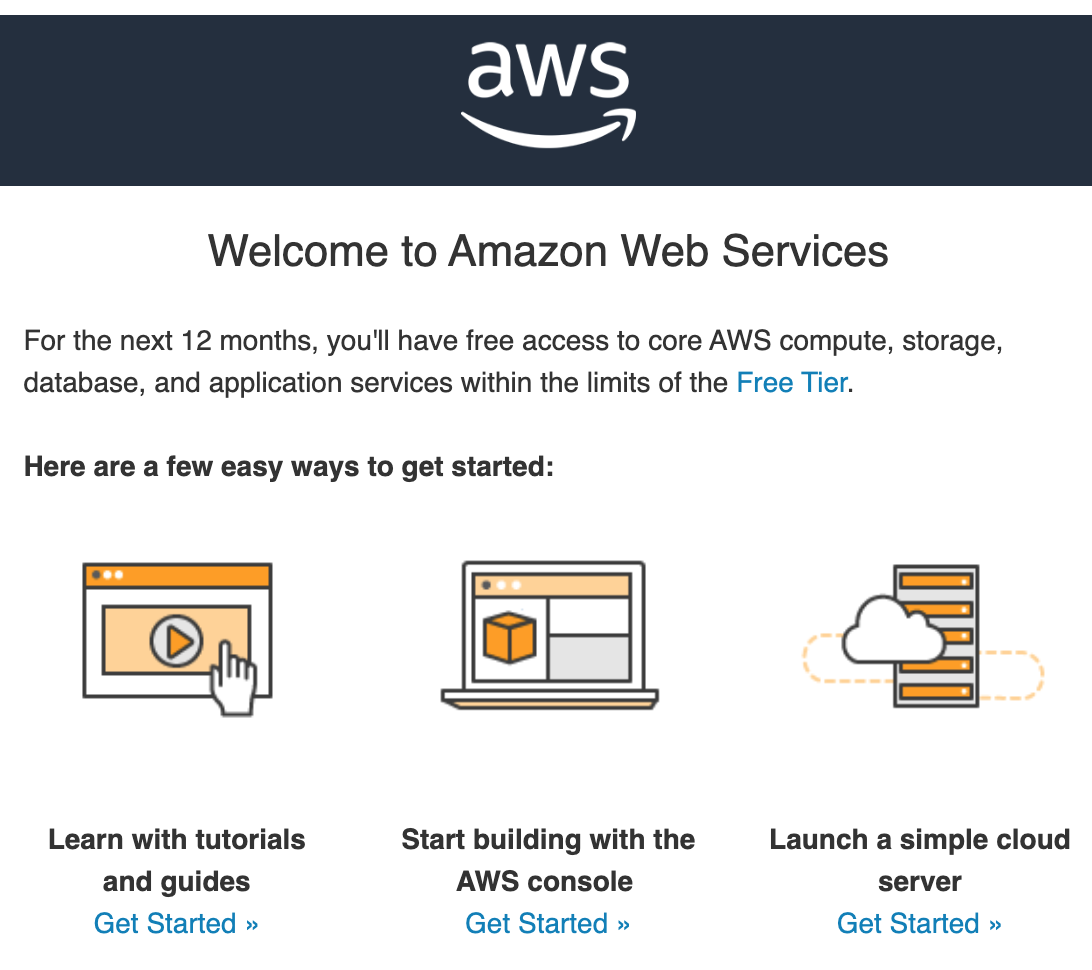 aws
Welcome to Amazon Web Services
For the next 12 months, you'll have free access to core AWS compute, storage,
database, and application services within the limits of the Free Tier.
Here are a few easy ways to get started:
Learn with tutorials
and guides
Get Started »
Start building with the
AWS console
Get Started »
Launch a simple cloud
server
Get Started »